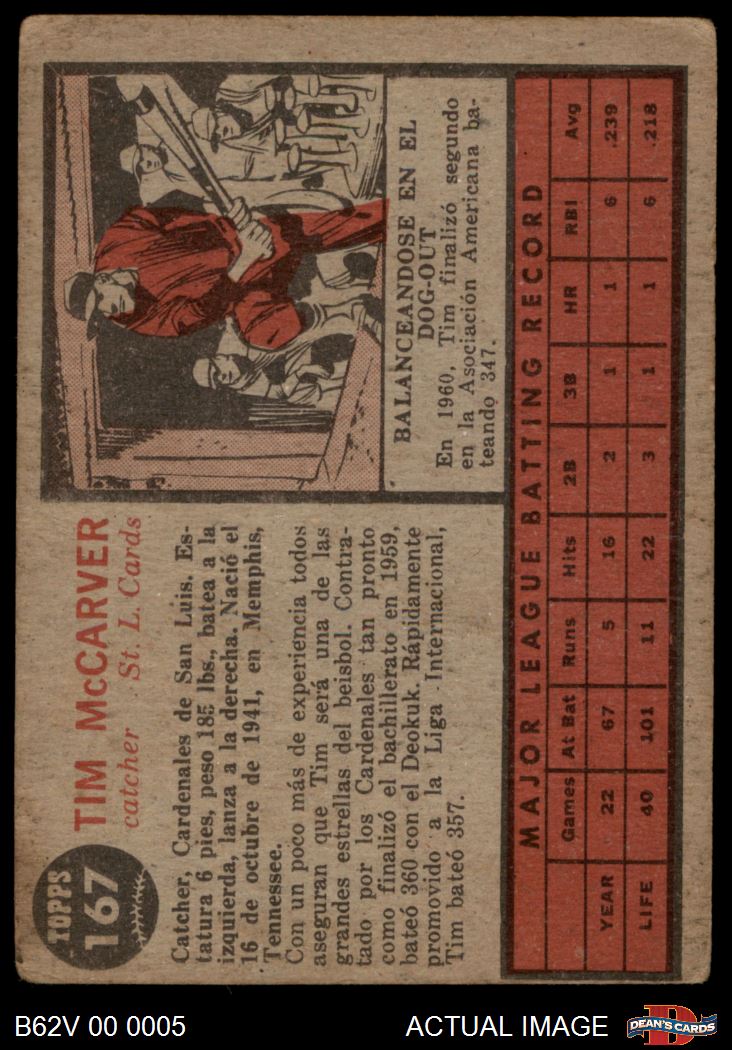 TOPPS
167
TIM McCARVER
catcher St. L. Cards
Catcher, Cardenales de San Luis. Es-
tatura 6 pies, peso 185 lbs., batea a la
izquierda, lanza a la derecha. Nació el
16 de octubre de 1941, en Memphis,
Tennessee.
Con un poco más de experiencia todos
aseguran que Tim será una de las
grandes estrellas del beisbol. Contra-
tado por los Cardenales tan pronto
como finalizó el bachillerato en 1959,
bateó 360 con el Deokuk. Rápidamente
promovido a la Liga Internacional,
Tim bateó 357.
BALANCEANDOSE EN EL
DOG-OUT
En 1960, Tim finalizó segundo
en la Asociación Americana ba-
teando 347.
MAJOR LEAGUE BATTING RECORD
Games At Bat Runs Hits 2B 3B HR RBI Avg
YEAR 22 67 5 16 2 1 1 6 .239
LIFE 40 101 11 22 3 1 1 6 .218
B62V 00 0005 ACTUAL IMAGE
D
DEAN'S CARDS